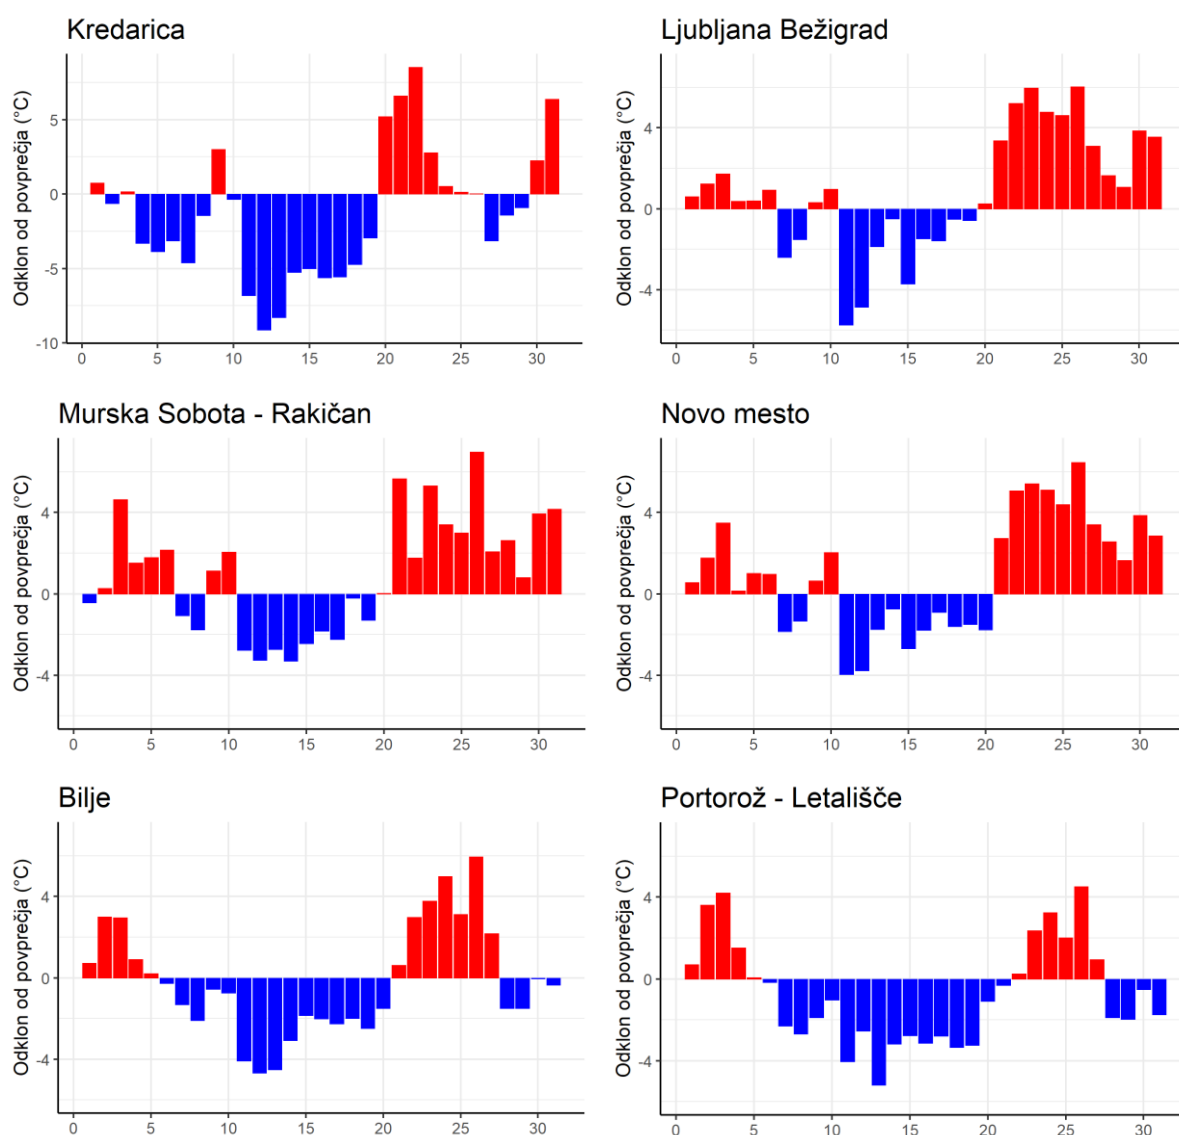 Kredarica
Odklon od povprečja (°C)
5
0
-5
-10
0 5 10 15 20 25 30
Ljubljana Bežigrad
Odklon od povprečja (°C)
4
0
-4
0 5 10 15 20 25 30
Murska Sobota - Rakičan
Odklon od povprečja (°C)
4
0
-4
0 5 10 15 20 25 30
Novo mesto
Odklon od povprečja (°C)
4
0
-4
0 5 10 15 20 25 30
Bilje
Odklon od povprečja (°C)
4
0
-4
0 5 10 15 20 25 30
Portorož - Letališče
Odklon od povprečja (°C)
4
0
-4
0 5 10 15 20 25 30